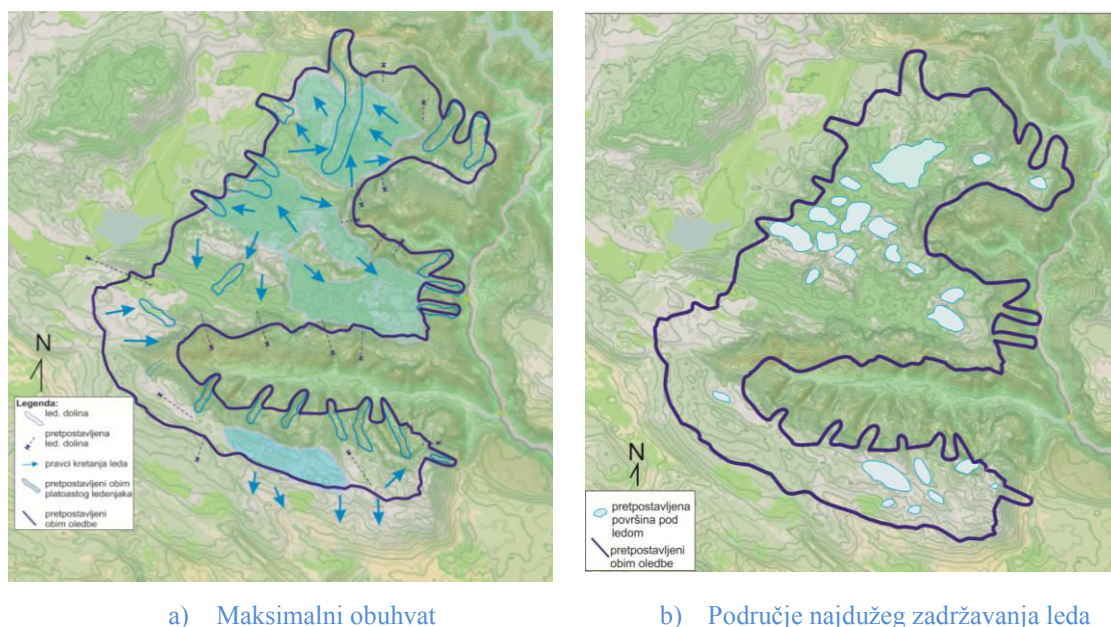 N
Legenda:
led. dolina
pretpostavljena
led. dolina
pravci kretanja leda
pretpostavljeni obim
platoastog ledenjaka
pretpostavljeni
obim oledbe
N
pretpostavljena
površina pod
ledom
pretpostavljeni
obim oledbe
a) Maksimalni obuhvat
b) Područje najdužeg zadržavanja leda